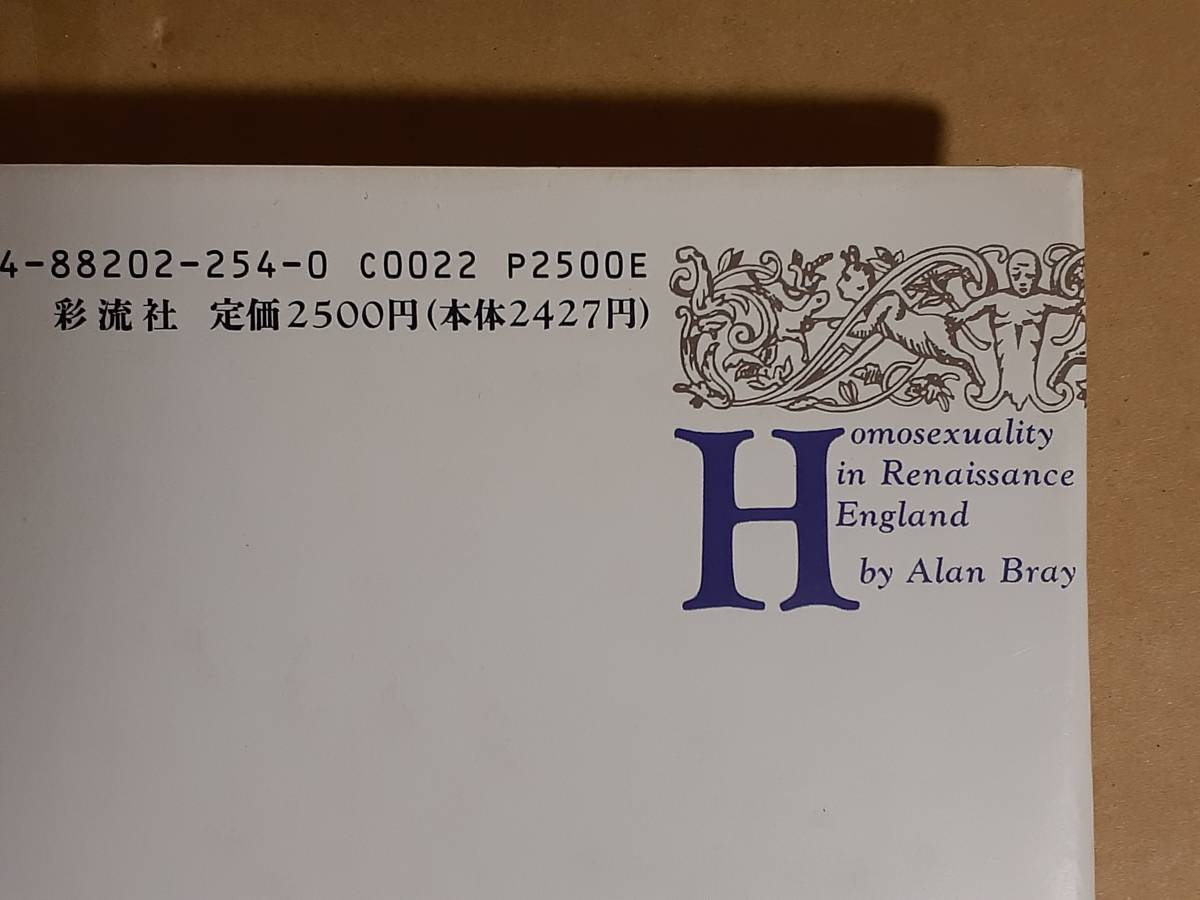 4-88202-254-0 C0022 P2500E
彩流社 定価2500円(本体2427円)
Homosexuality
in Renaissance
England
by Alan Bray